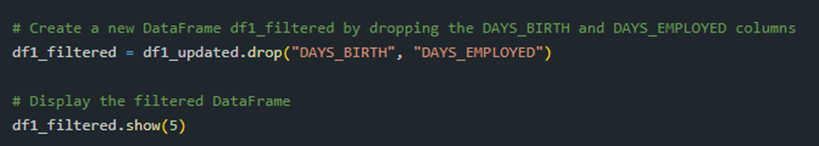 # Create a new DataFrame df1_filtered by dropping the DAYS_BIRTH and DAYS_EMPLOYED columns
df1_filtered = df1_updated.drop("DAYS_BIRTH", "DAYS_EMPLOYED")
# Display the filtered DataFrame
df1_filtered.show(5)